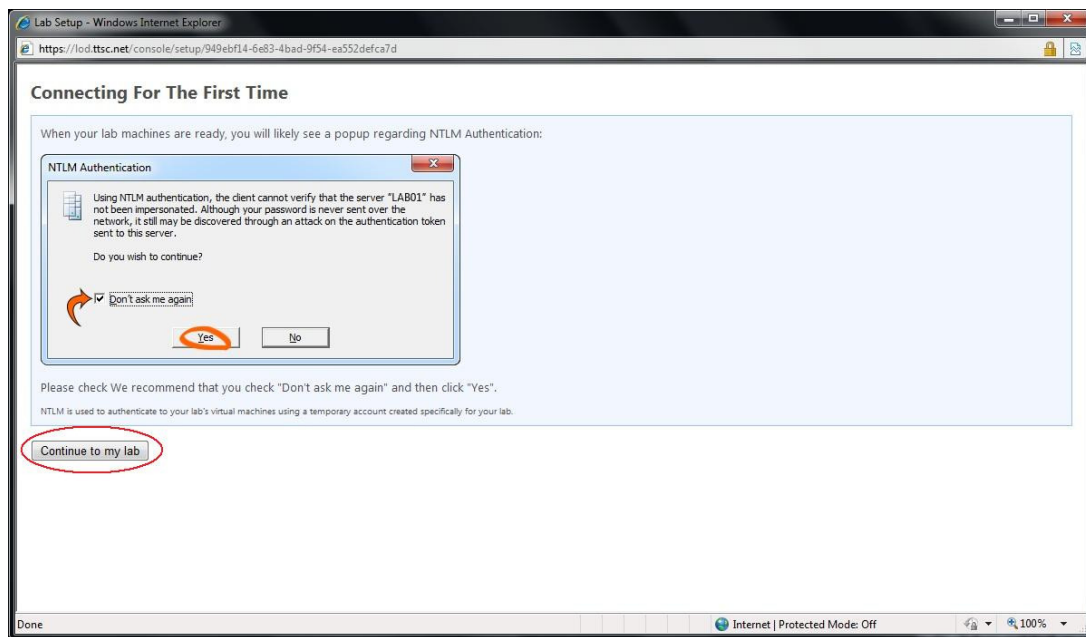 Lab Setup - Windows Internet Explorer
https://lod.ttsc.net/console/setup/949ebf14-6e83-4bad-9f54-ea552defca7d
Connecting For The First Time
When your lab machines are ready, you will likely see a popup regarding NTLM Authentication:
NTLM Authentication
Using NTLM authentication, the client cannot verify that the server "LAB01" has
not been impersonated. Although your password is never sent over the
network, it still may be discovered through an attack on the authentication token
sent to this server.
Do you wish to continue?
Don't ask me again
Yes
No
Please check We recommend that you check "Don't ask me again" and then click "Yes".
NTLM is used to authenticate to your lab's virtual machines using a temporary account created specifically for your lab.
Continue to my lab
Done
Internet | Protected Mode: Off
100%